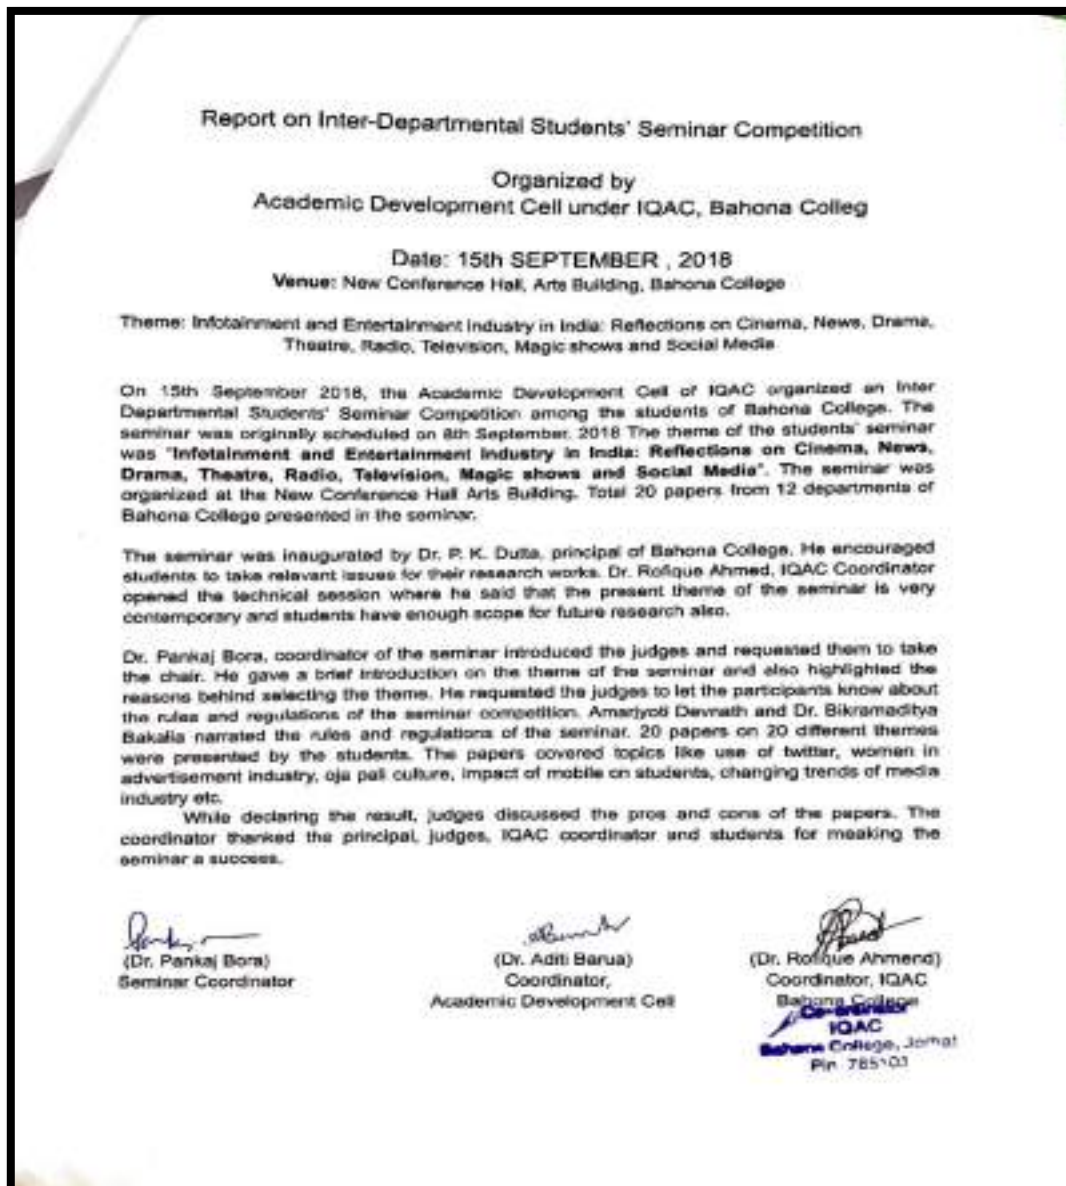 Report on Inter-Departmental Students' Seminar Competition
Organized by
Academic Development Cell under IQAC, Bahona Colleg
Date: 15th SEPTEMBER , 2018
Venue: New Conference Hall, Arts Building, Bahona College
Theme: Infotainment and Entertainment Industry in India: Reflections on Cinema, News, Drama,
Theatre, Radio, Television, Magic shows and Social Media
On 15th September 2018, the Academic Development Cell of IQAC organized an Inter
Departmental Students' Seminar Competition among the students of Bahona College. The
seminar was originally scheduled on 8th September, 2018 The theme of the students' seminar
was "Infotainment and Entertainment Industry in India: Reflections on Cinema, News,
Drama, Theatre, Radio, Television, Magic shows and Social Media". The seminar was
organized at the New Conference Hall Arts Building. Total 20 papers from 12 departments of
Bahona College presented in the seminar.
The seminar was inaugurated by Dr. P. K. Dutta, principal of Bahona College. He encouraged
students to take relevant issues for their research works. Dr. Rofique Ahmed, IQAC Coordinator
opened the technical session where he said that the present theme of the seminar is very
contemporary and students have enough scope for future research also.
Dr. Pankaj Bora, coordinator of the seminar introduced the judges and requested them to take
the chair. He gave a brief introduction on the theme of the seminar and also highlighted the
reasons behind selecting the theme. He requested the judges to let the participants know about
the rules and regulations of the seminar competition. Amarjyoti Devnath and Dr. Bikramaditya
Bakalia narrated the rules and regulations of the seminar. 20 papers on 20 different themes
were presented by the students. The papers covered topics like use of twitter, women in
advertisement industry, oja pali culture, impact of mobile on students, changing trends of media
industry etc.
While declaring the result, judges discussed the pros and cons of the papers. The
coordinator thanked the principal, judges, IQAC coordinator and students for meaking the
seminar a success.
(Dr. Pankaj Bora)
Seminar Coordinator
(Dr. Aditi Barua)
Coordinator,
Academic Development Cell
(Dr. Rofique Ahmend)
Coordinator, IQAC
Bahona College
Co-ordinator
IQAC
Bahona College, Jorhat
Pin 785101